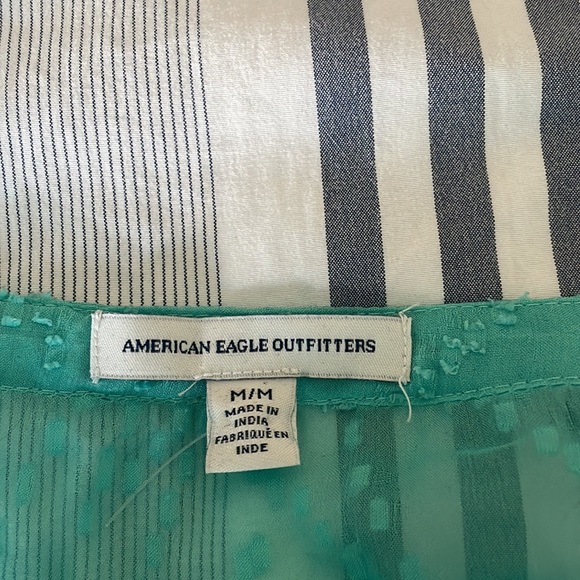 AMERICAN EAGLE OUTFITTERS
M/M
MADE IN
INDIA
FABRIQUÉ EN
INDE